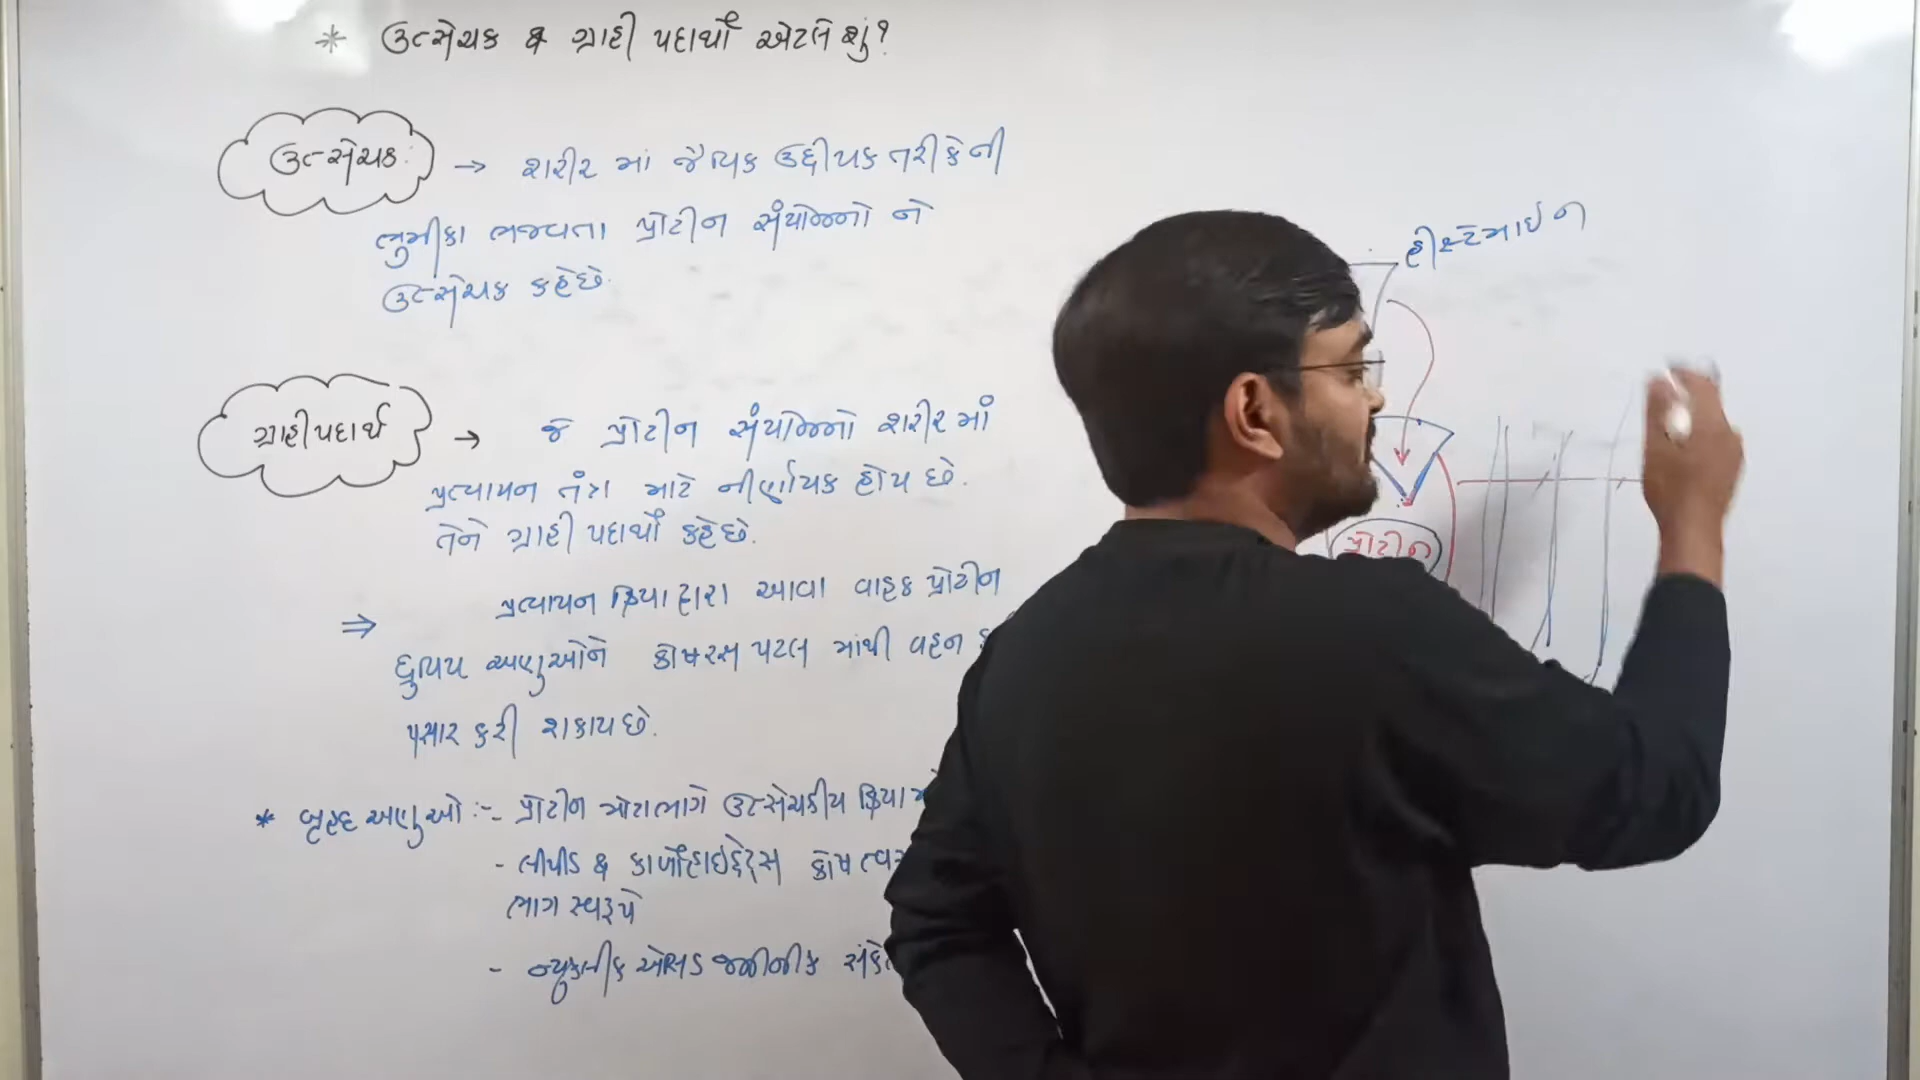 * ઉત્સેચક & ગ્રાહી પદાર્થો એટલે શું?
ઉત્સેચક:
→ શરીર માં જૈવિક ઉદ્દીપક તરીકેની
ભુમીકા ભજવતા પ્રોટીન સંયોજનો ને
ઉત્સેચક કહેછે.
ગ્રાહીપદાર્થ
→ જે પ્રોટીન સંયોજનો શરીર માં
પ્રત્યાયન તંત્ર માટે નીર્ણાયક હોય છે.
તેને ગ્રાહી પદાર્થો કહેછે.
⇒ પ્રત્યાયન ક્રિયા દ્વારા આવા વાહક પ્રોટીન
ધ્રુવિય અણુઓને કોષરસ પટલ માંથી વહન
પસાર કરી શકાય છે.
* બૃહદ અણુઓ :- - પ્રોટીન મોટાભાગે ઉત્સેચકીય ક્રિયા
- લીપીડ & કાર્બોહાઇડ્રેટ્સ કોષ
ભાગ સ્વરૂપે
- ન્યુક્લીક એસિડ જનીનીક
હીસ્ટેમાઈન
પ્રોટીન